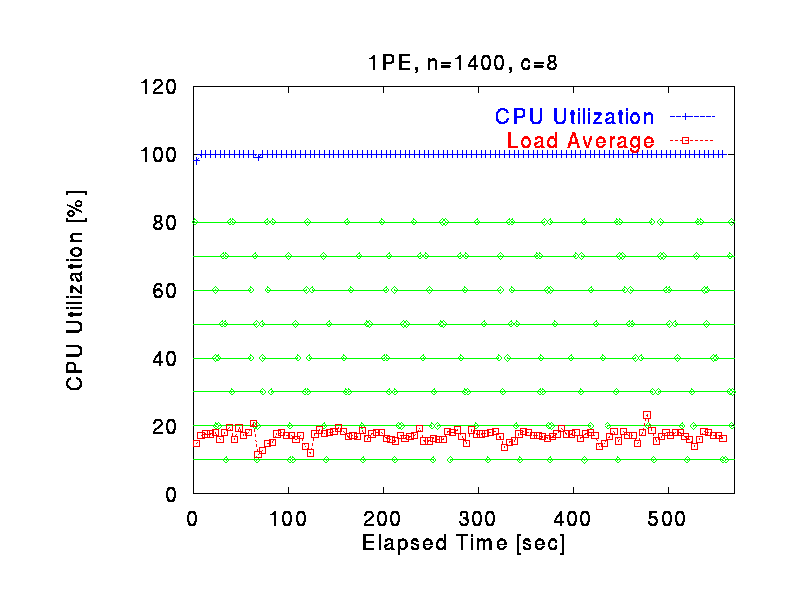 1PE, n=1400, c=8
120
CPU Utilization
Load Average
100
80
60
40
20
0
CPU Utilization [%]
0 100 200 300 400 500
Elapsed Time [sec]